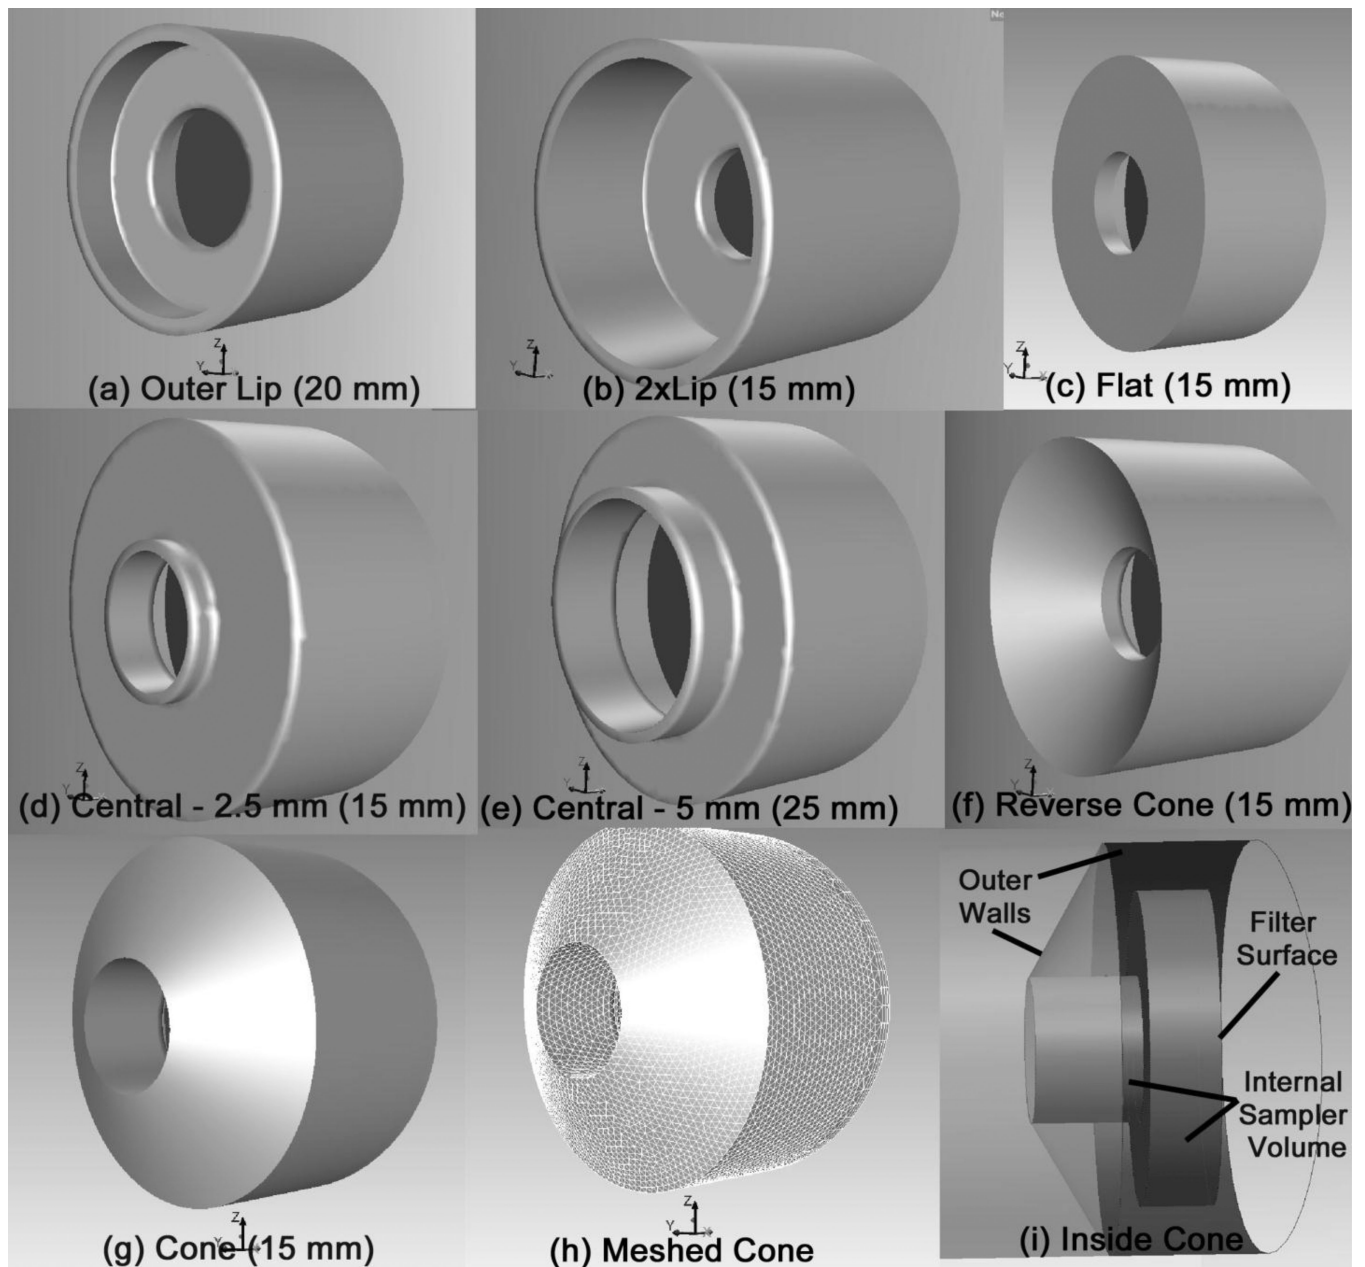 Ne
Z
Y
X
(a) Outer Lip (20 mm)
Z
Y
(b) 2xLip (15 mm)
Z
Y
X
(c) Flat (15 mm)
Z
Y
(d) Central - 2.5 mm (15 mm)
Z
Y
(e) Central - 5 mm (25 mm)
Z
Y
(f) Reverse Cone (15 mm)
Z
Y
X
(g) Cone (15 mm)
Z
Y
X
(h) Meshed Cone
Outer
Walls
Filter
Surface
Internal
Sampler
Volume
(i) Inside Cone